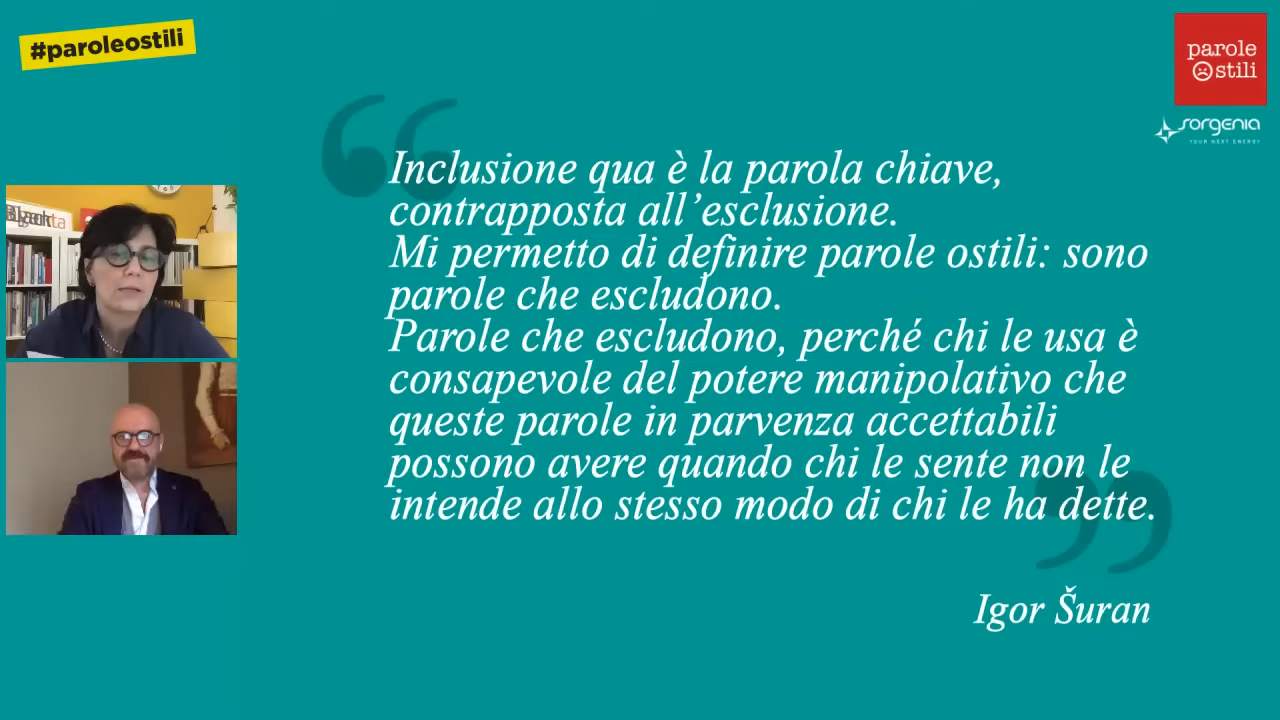 #paroleostili
parole
ostili
sorgenia
YOUR NEXT ENERGY
Inclusione qua è la parola chiave,
contrapposta all’esclusione.
Mi permetto di definire parole ostili: sono
parole che escludono.
Parole che escludono, perché chi le usa è
consapevole del potere manipolativo che
queste parole in parvenza accettabili
possono avere quando chi le sente non le
intende allo stesso modo di chi le ha dette.
Igor Šuran